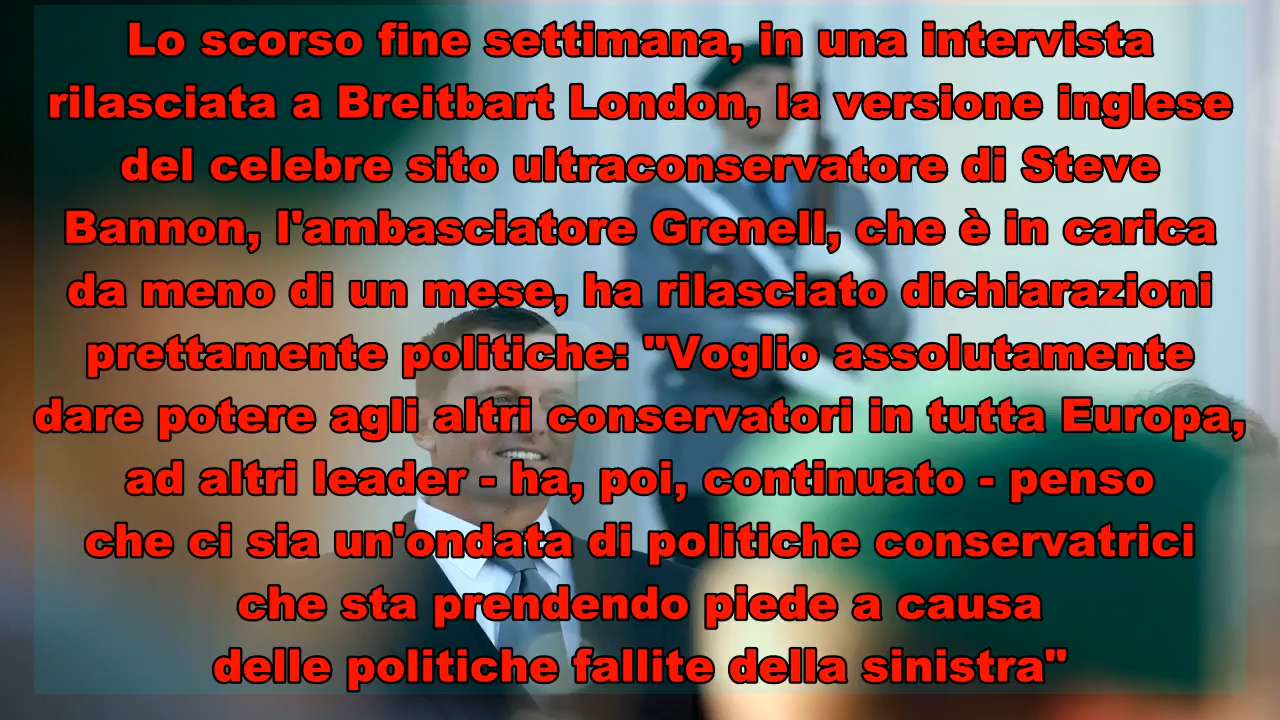 Lo scorso fine settimana, in una intervista
rilasciata a Breitbart London, la versione inglese
del celebre sito ultraconservatore di Steve
Bannon, l'ambasciatore Grenell, che è in carica
da meno di un mese, ha rilasciato dichiarazioni
prettamente politiche: "Voglio assolutamente
dare potere agli altri conservatori in tutta Europa,
ad altri leader - ha, poi, continuato - penso
che ci sia un'ondata di politiche conservatrici
che sta prendendo piede a causa
delle politiche fallite della sinistra"